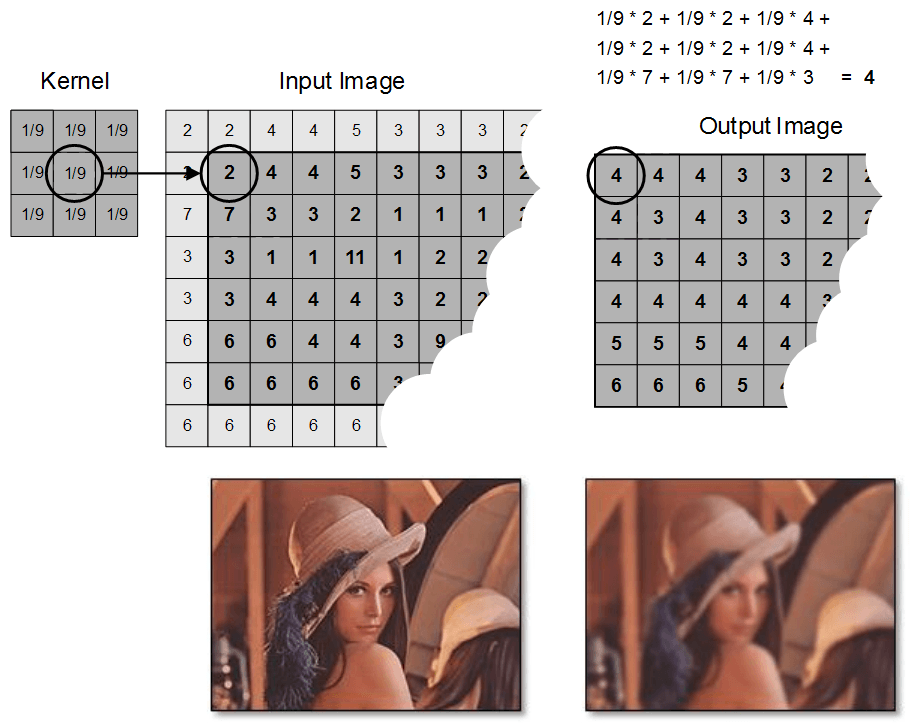 1/9 * 2 + 1/9 * 2 + 1/9 * 4 +
1/9 * 2 + 1/9 * 2 + 1/9 * 4 +
1/9 * 7 + 1/9 * 7 + 1/9 * 3 = 4
Kernel
Input Image
Output Image
1/9 1/9 1/9
1/9 1/9 1/9
1/9 1/9 1/9
2 2 4 4 5 3 3 3 2
2 2 4 4 5 3 3 3 2
7 7 3 3 2 1 1 1
3 3 1 1 11 1 2 2
3 3 4 4 4 3 2 2
6 6 6 4 4 3 9
6 6 6 6 6 3
6 6 6 6 6
4 4 4 3 3 2
4 3 4 3 3 2 2
4 3 4 3 3 2
4 4 4 4 4 3
5 5 5 4 4
6 6 6 5